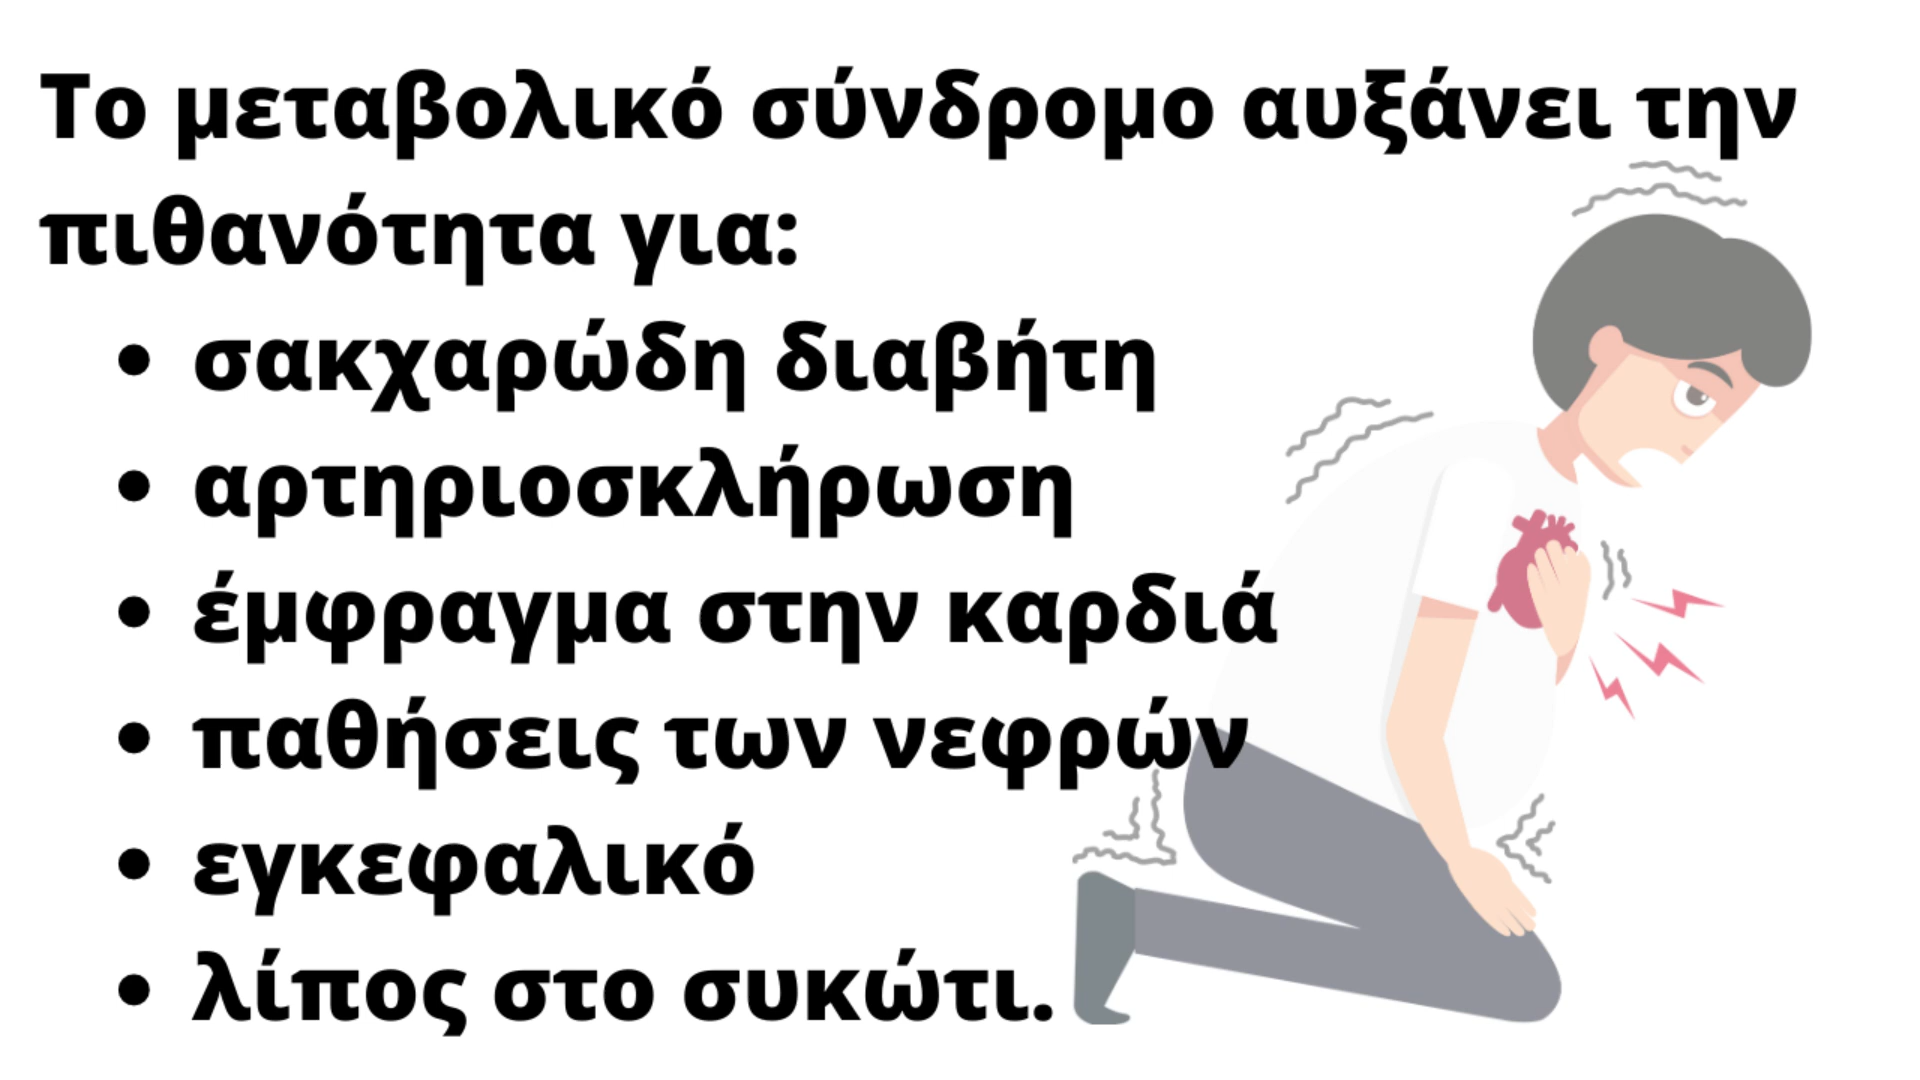 Το μεταβολικό σύνδρομο αυξάνει την
πιθανότητα για:
• σακχαρώδη διαβήτη
• αρτηριοσκλήρωση
• έμφραγμα στην καρδιά
• παθήσεις των νεφρών
• εγκεφαλικό
• λίπος στο συκώτι.